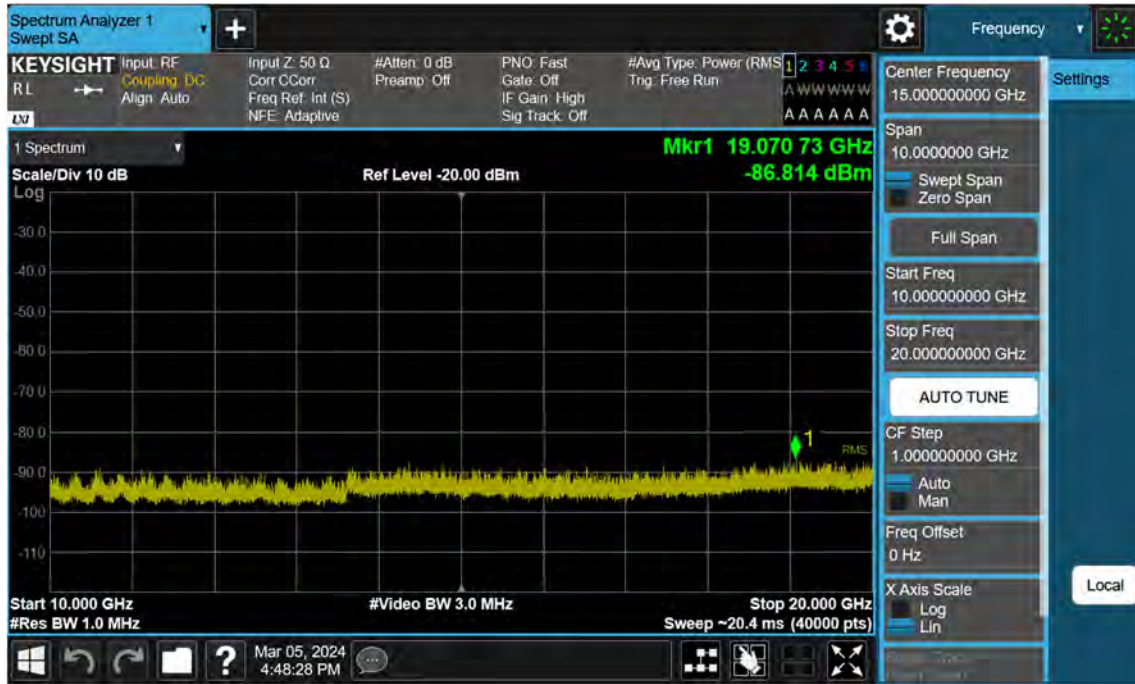 Spectrum Analyzer 1
Swept SA
+
Frequency
KEYSIGHT
RL
LXI
Input: RF
Coupling: DC
Align: Auto
Input Z: 50 Ω
Corr CCorr
Freq Ref: Int (S)
NFE: Adaptive
#Atten: 0 dB
Preamp: Off
PNO: Fast
Gate: Off
IF Gain: High
Sig Track: Off
#Avg Type: Power (RMS
Trig: Free Run
1 2 3 4 5 6
A W W W W W
A A A A A A
1 Spectrum
Mkr1 19.070 73 GHz
-86.814 dBm
Scale/Div 10 dB
Ref Level -20.00 dBm
Log
-30.0
-40.0
-50.0
-60.0
-70.0
-80.0
-90.0
-100
-110
1
RMS
Start 10.000 GHz
#Video BW 3.0 MHz
Stop 20.000 GHz
#Res BW 1.0 MHz
Sweep ~20.4 ms (40000 pts)
?
Mar 05, 2024
4:48:28 PM
Center Frequency
15.000000000 GHz
Span
10.0000000 GHz
Swept Span
Zero Span
Full Span
Start Freq
10.000000000 GHz
Stop Freq
20.000000000 GHz
AUTO TUNE
CF Step
1.000000000 GHz
Auto
Man
Freq Offset
0 Hz
X Axis Scale
Log
Lin
Settings
Local